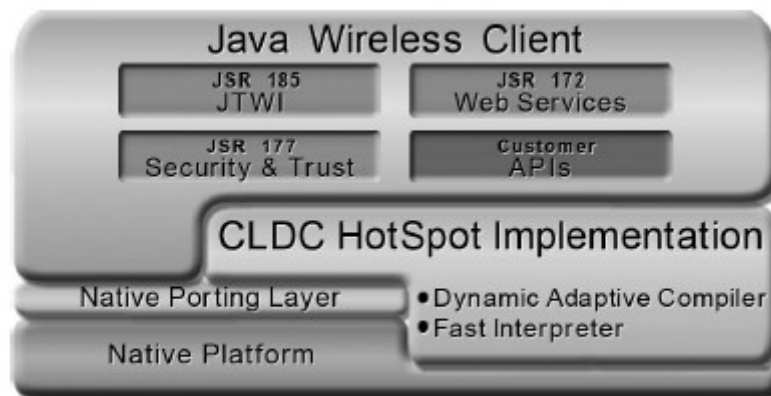 Java Wireless Client
JSR 185
JTWI
JSR 172
Web Services
JSR 177
Security & Trust
Customer
APIs
CLDC HotSpot Implementation
Native Porting Layer
• Dynamic Adaptive Compiler
• Fast Interpreter
Native Platform